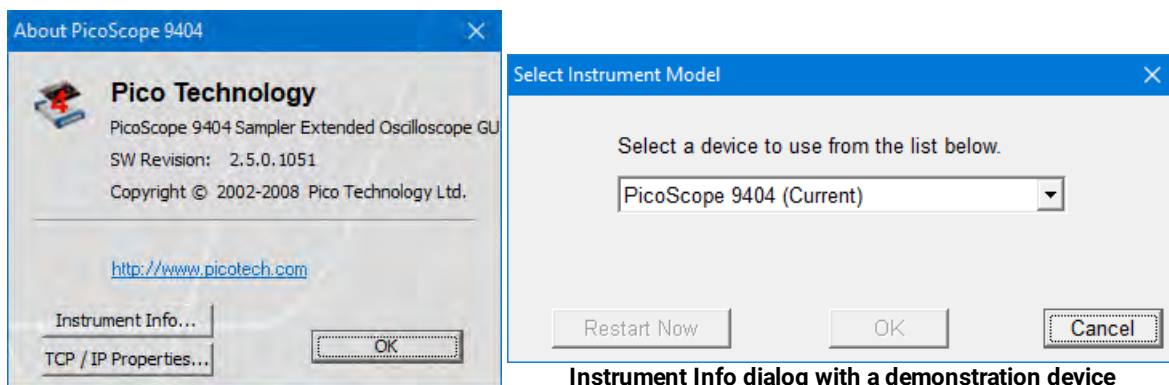 About PicoScope 9404
Pico Technology
PicoScope 9404 Sampler Extended Oscilloscope GU
SW Revision: 2.5.0.1051
Copyright © 2002-2008 Pico Technology Ltd.
http://www.picotech.com
Instrument Info...
TCP / IP Properties...
OK
Select Instrument Model
Select a device to use from the list below.
PicoScope 9404 (Current)
Restart Now
OK
Cancel
Instrument Info dialog with a demonstration device